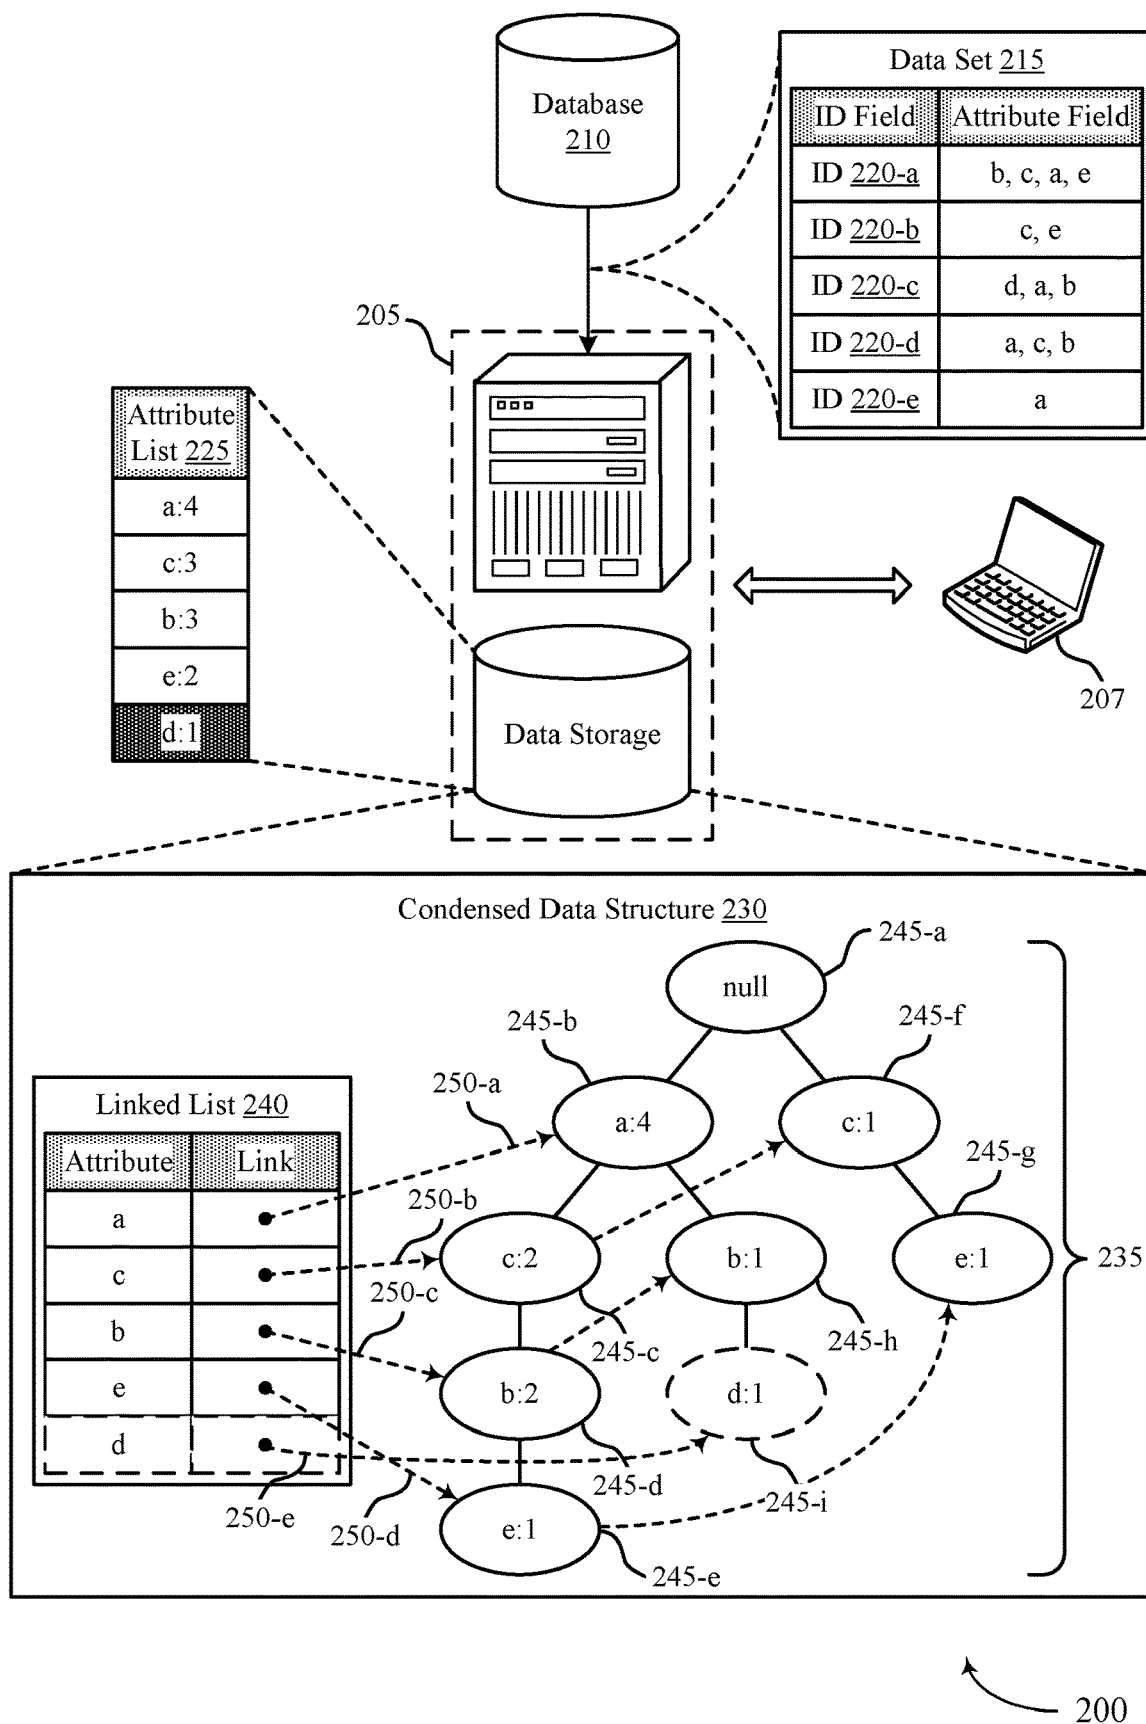 Database
210
Data Set 215
ID Field Attribute Field
ID 220-a b, c, a, e
ID 220-b c, e
ID 220-c d, a, b
ID 220-d a, c, b
ID 220-e a
205
Attribute
List 225
a:4
c:3
b:3
e:2
d:1
Data Storage
207
Condensed Data Structure 230
245-a
null
245-b
245-f
250-a
Linked List 240
a:4
c:1
Attribute Link
245-g
a
250-b
c
c:2
b:1
e:1
235
250-c
b
245-c
245-h
e
b:2
d:1
d
245-d
245-i
250-e
250-d
e:1
245-e
200